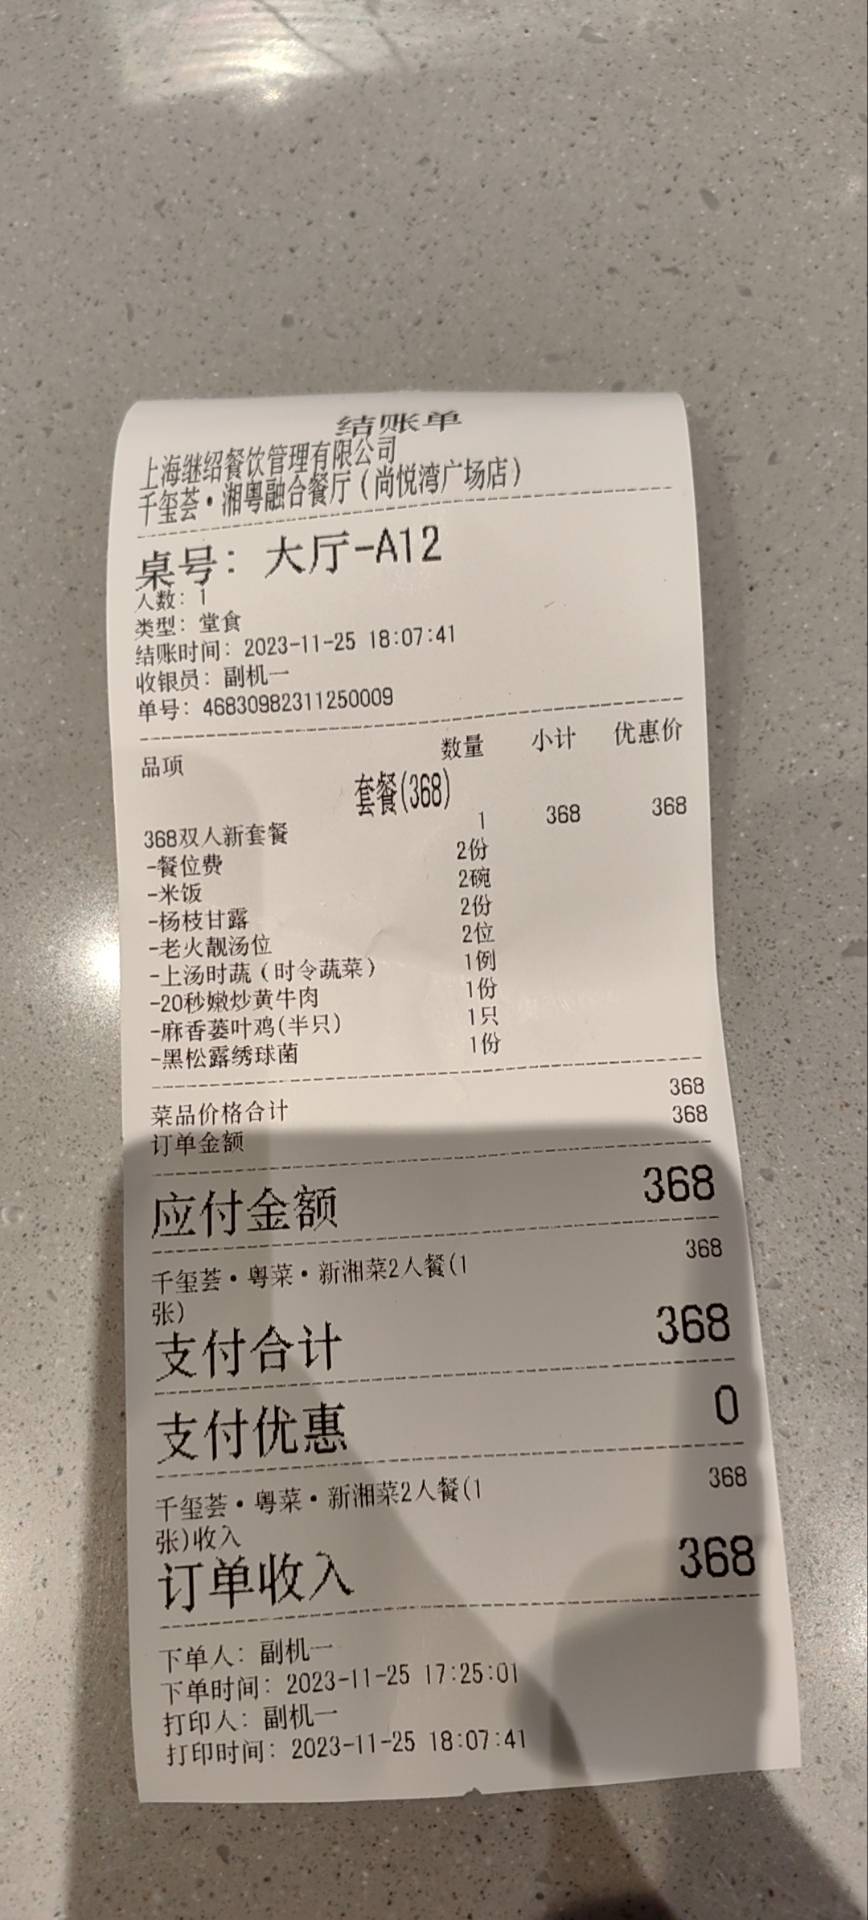 结账单
上海继绍餐饮管理有限公司
千玺荟·湘粤融合餐厅(尚悦湾广场店)
桌号: 大厅-A12
人数: 1
类型: 堂食
结账时间: 2023-11-25 18:07:41
收银员: 副机一
单号: 46830982311250009
品项 数量 小计 优惠价
套餐(368)
368双人新套餐 1 368 368
-餐位费 2份
-米饭 2碗
-杨枝甘露 2份
-老火靓汤位 2位
-上汤时蔬(时令蔬菜) 1例
-20秒嫩炒黄牛肉 1份
-麻香蒌叶鸡(半只) 1只
-黑松露绣球菌 1份
菜品价格合计 368
订单金额 368
应付金额 368
千玺荟·粤菜·新湘菜2人餐(1 368
张)
支付合计 368
支付优惠 0
千玺荟·粤菜·新湘菜2人餐(1 368
张)收入
订单收入 368
下单人: 副机一
下单时间: 2023-11-25 17:25:01
打印人: 副机一
打印时间: 2023-11-25 18:07:41